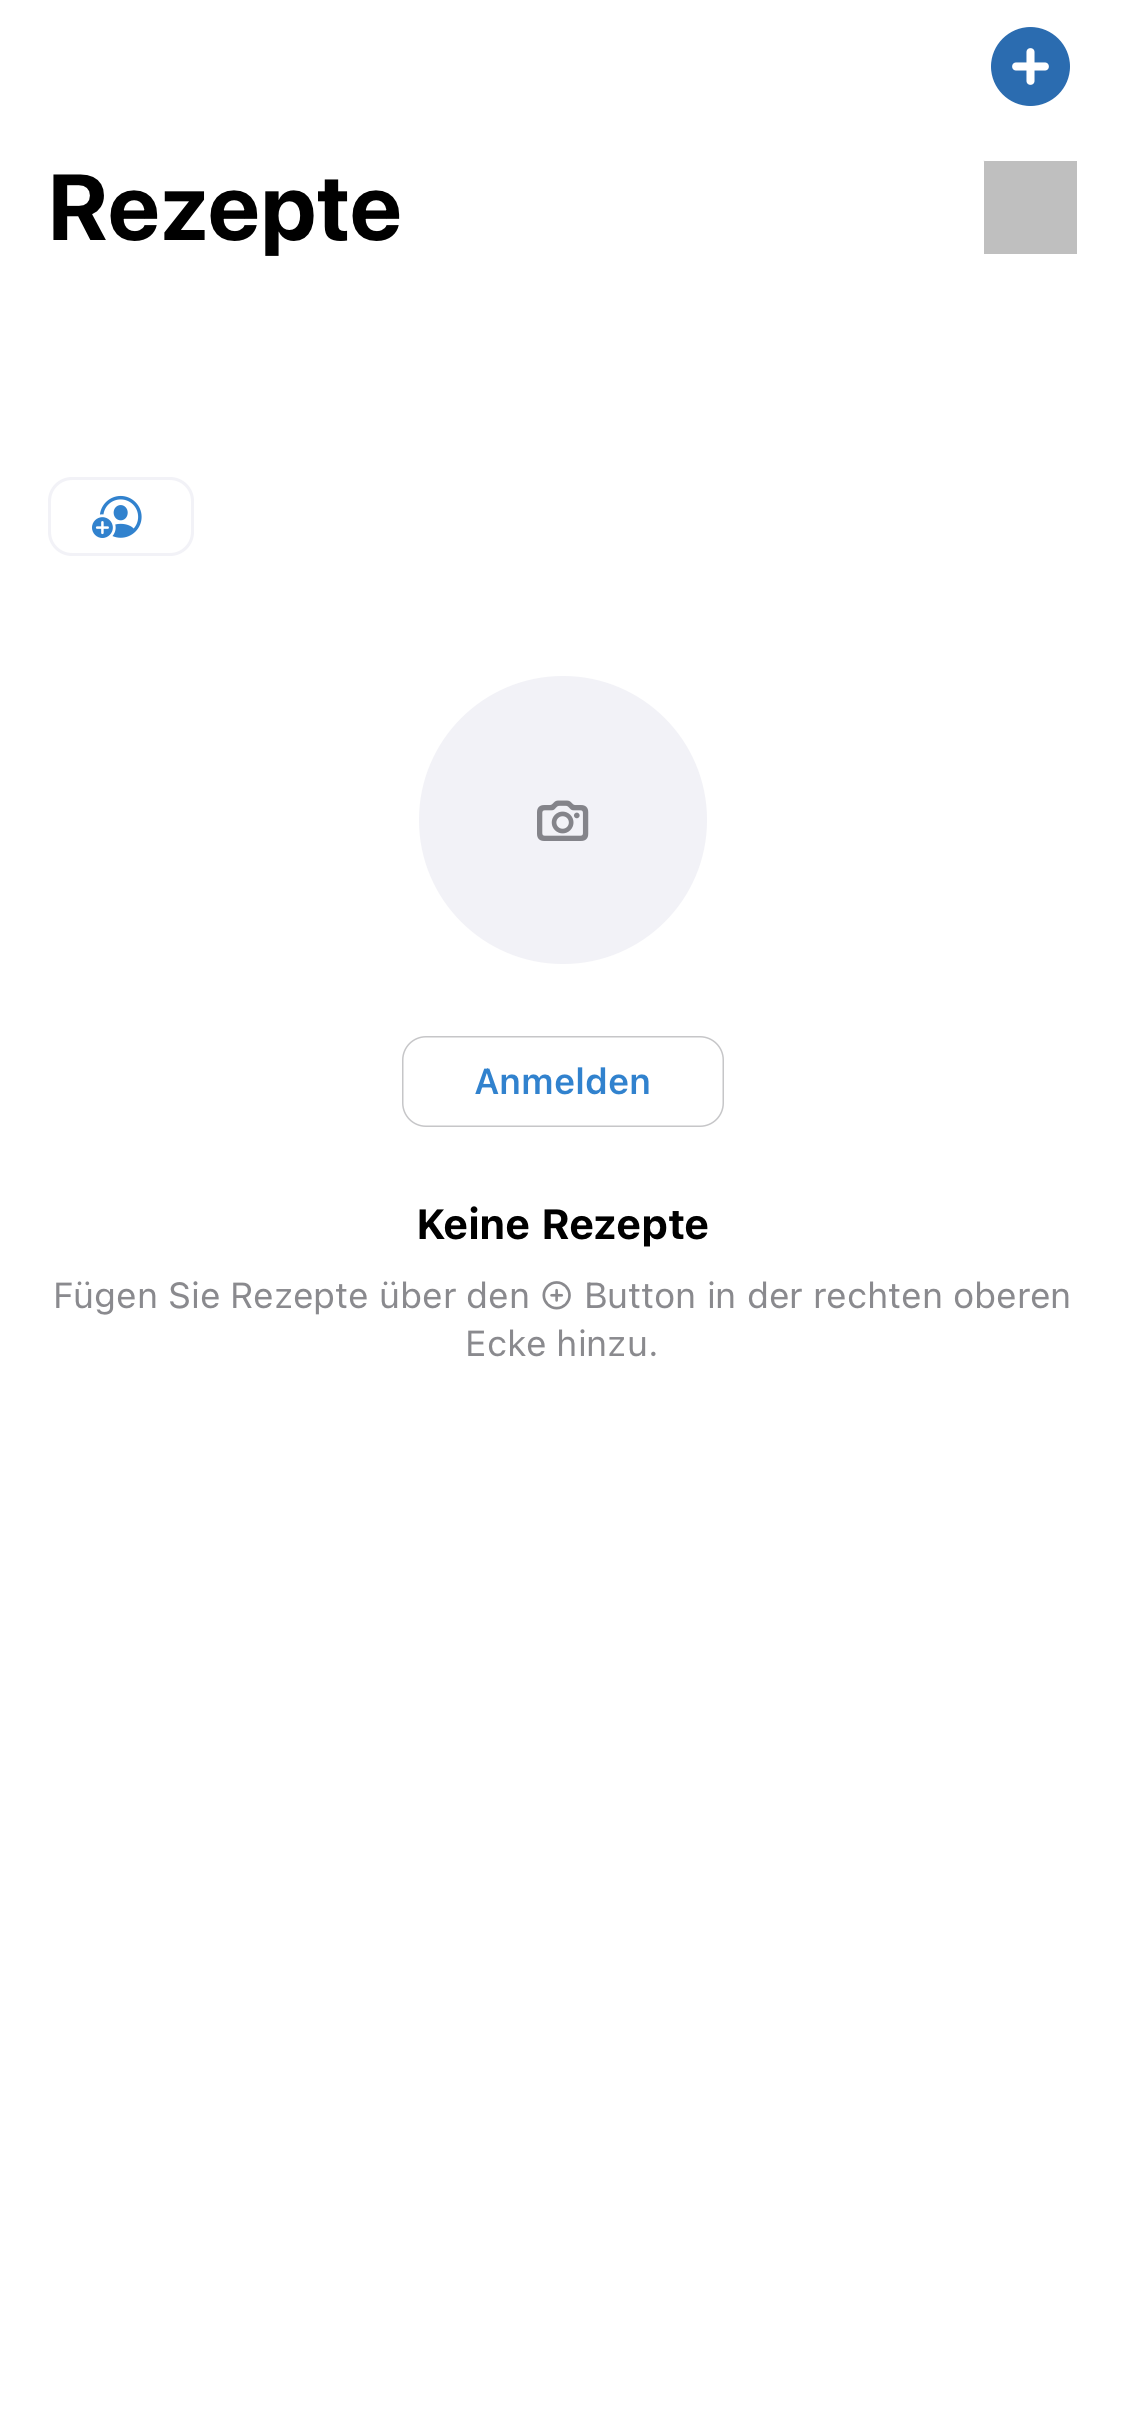 Rezepte
Anmelden
Keine Rezepte
Fügen Sie Rezepte über den ⊕ Button in der rechten oberen
Ecke hinzu.